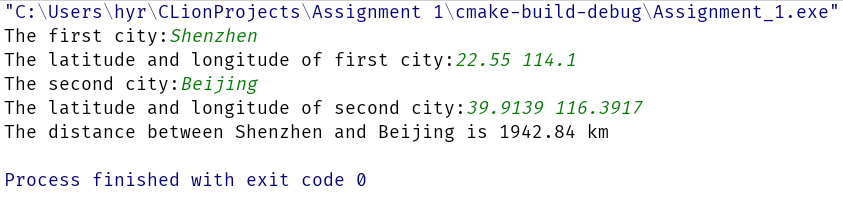 "C:\Users\hyr\CLionProjects\Assignment 1\cmake-build-debug\Assignment_1.exe"
The first city:Shenzhen
The latitude and longitude of first city:22.55 114.1
The second city:Beijing
The latitude and longitude of second city:39.9139 116.3917
The distance between Shenzhen and Beijing is 1942.84 km
Process finished with exit code 0